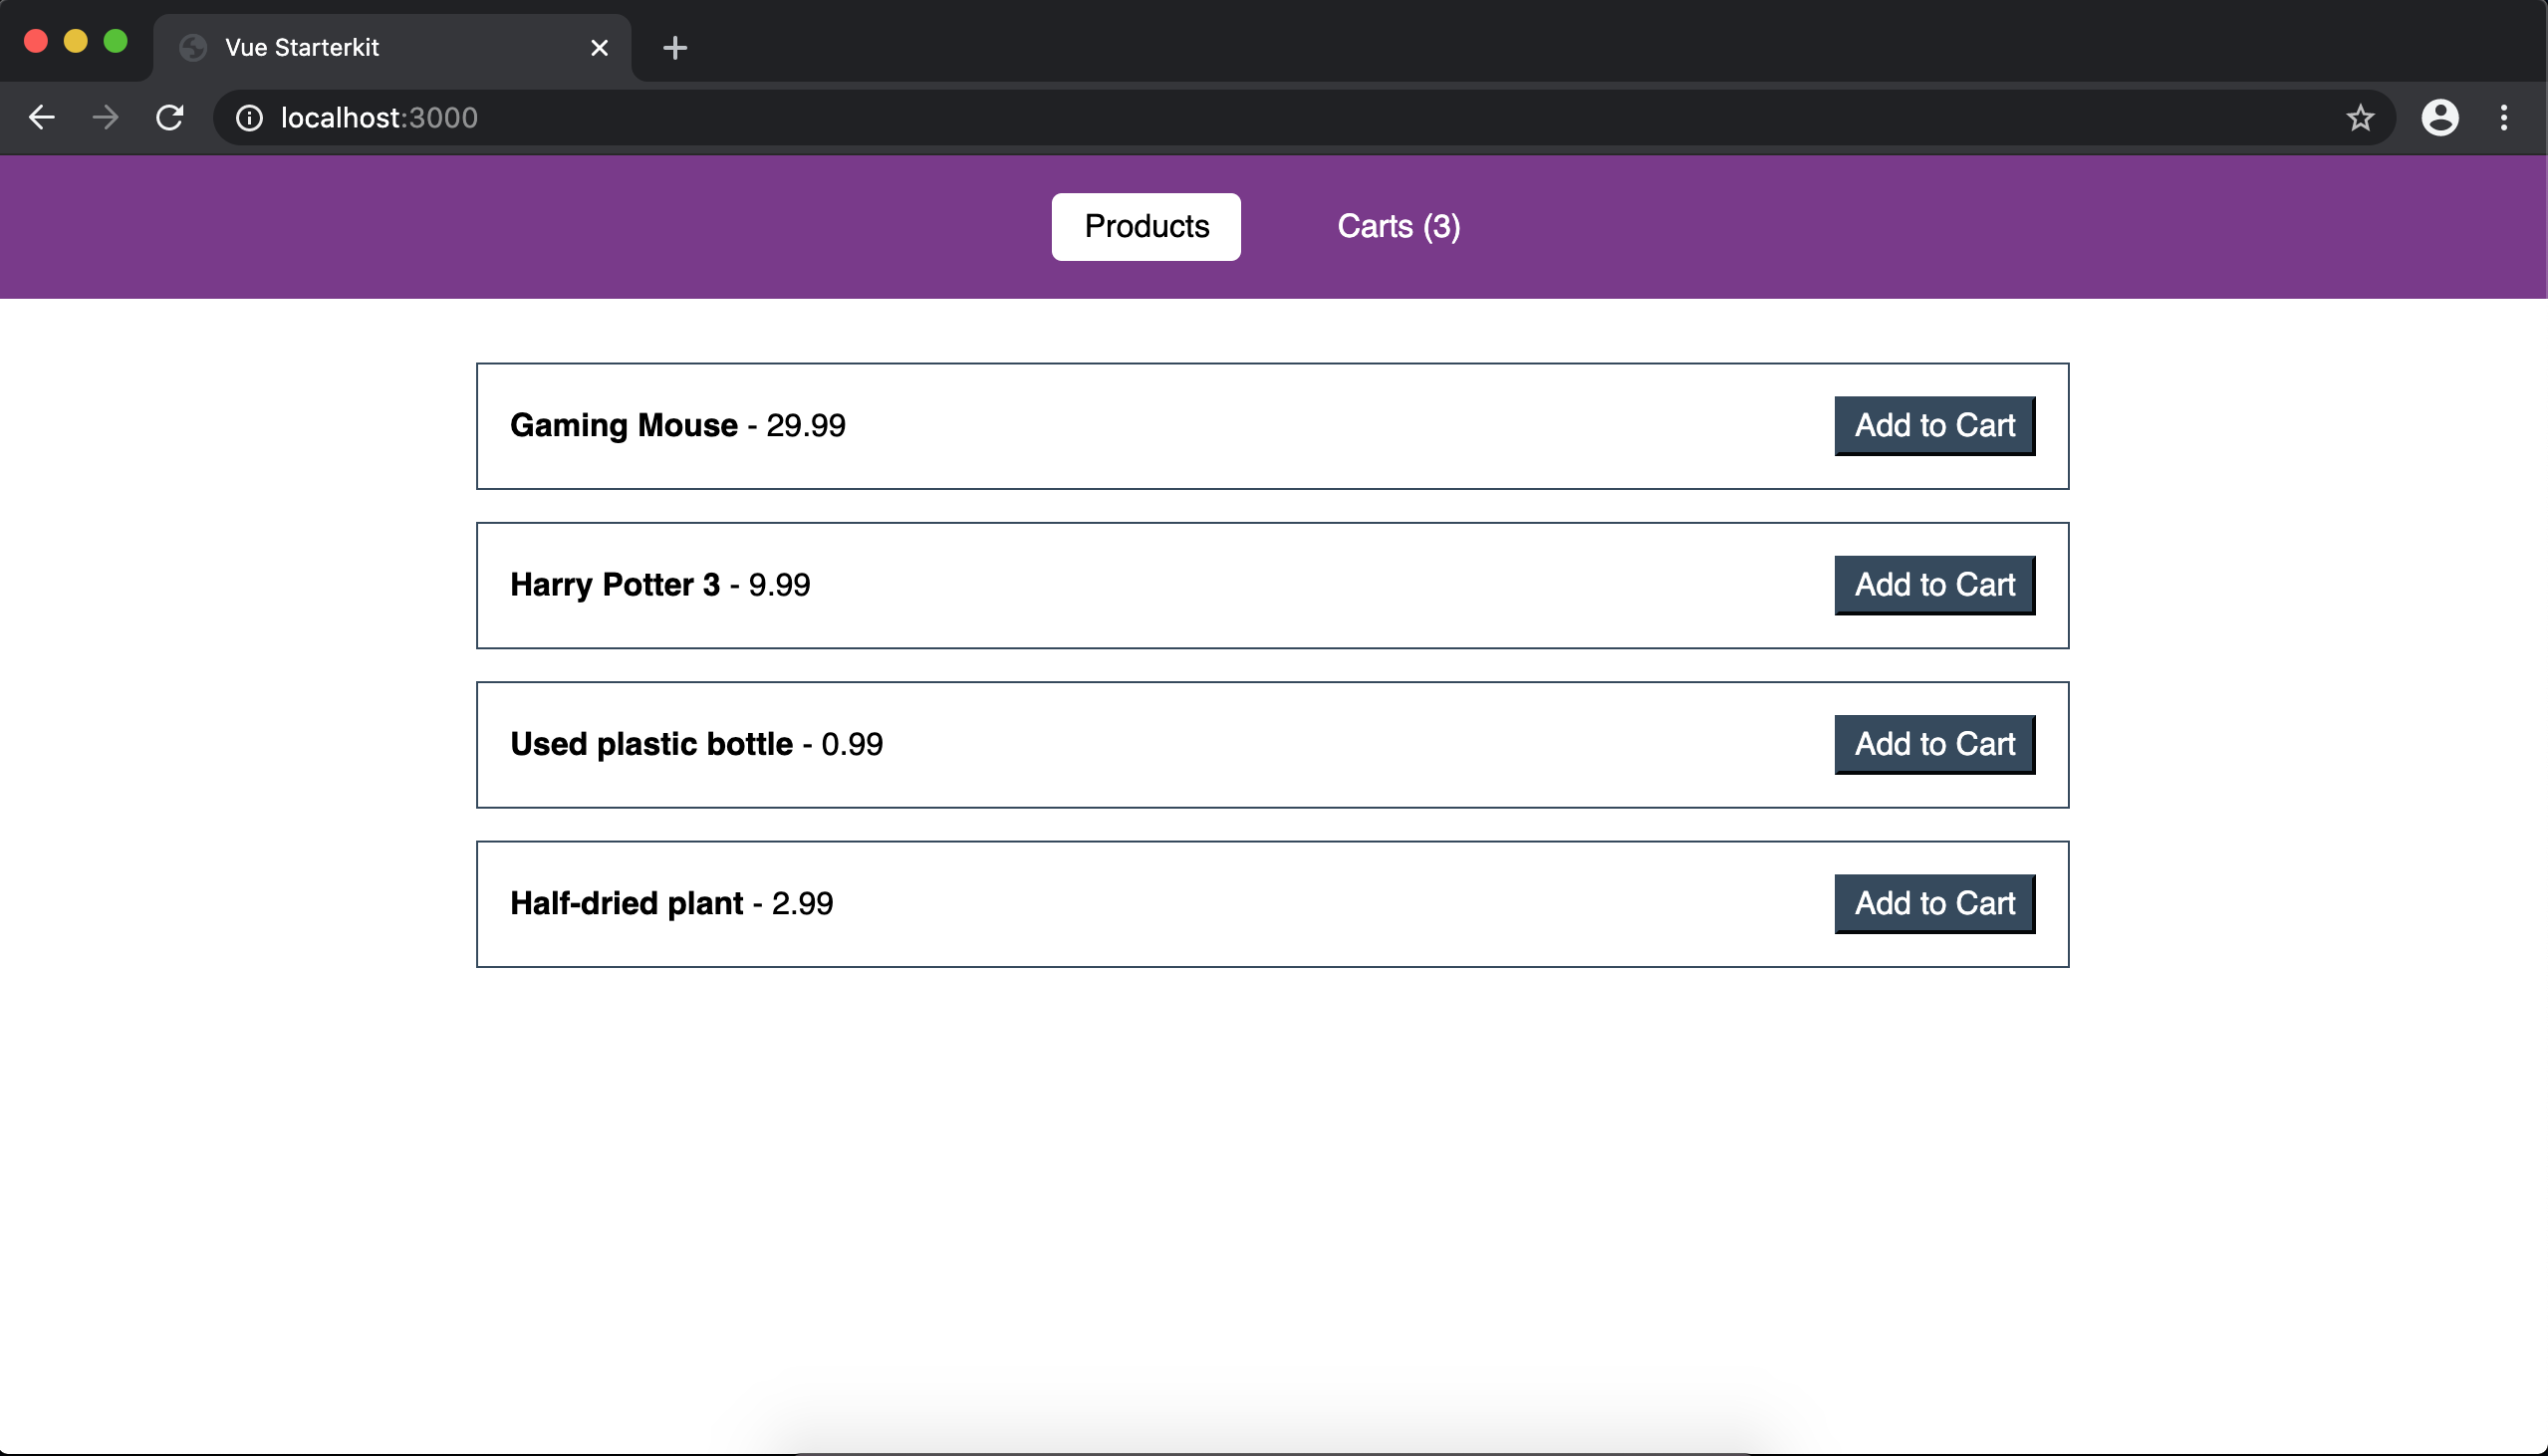 Vue Starterkit
localhost:3000
Products
Carts (3)
Gaming Mouse - 29.99
Add to Cart
Harry Potter 3 - 9.99
Add to Cart
Used plastic bottle - 0.99
Add to Cart
Half-dried plant - 2.99
Add to Cart